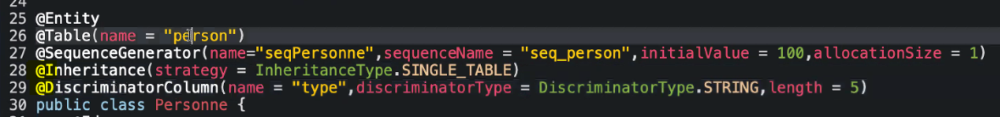 24
25 @Entity
26 @Table(name = "person")
27 @SequenceGenerator(name="seqPersonne",sequenceName = "seq_person",initialValue = 100,allocationSize = 1)
28 @Inheritance(strategy = InheritanceType.SINGLE_TABLE)
29 @DiscriminatorColumn(name = "type",discriminatorType = DiscriminatorType.STRING,length = 5)
30 public class Personne {